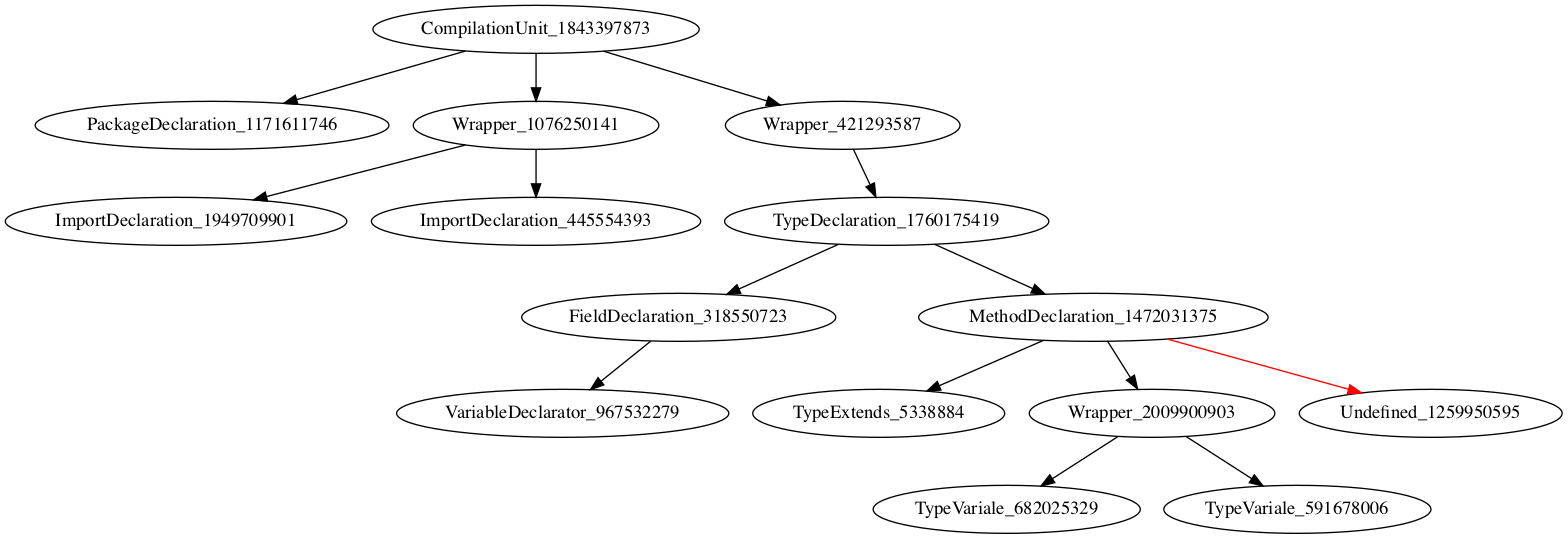 CompilationUnit_1843397873
PackageDeclaration_1171611746
Wrapper_1076250141
Wrapper_421293587
ImportDeclaration_1949709901
ImportDeclaration_445554393
TypeDeclaration_1760175419
FieldDeclaration_318550723
MethodDeclaration_1472031375
VariableDeclarator_967532279
TypeExtends_5338884
Wrapper_2009900903
Undefined_1259950595
TypeVariale_682025329
TypeVariale_591678006